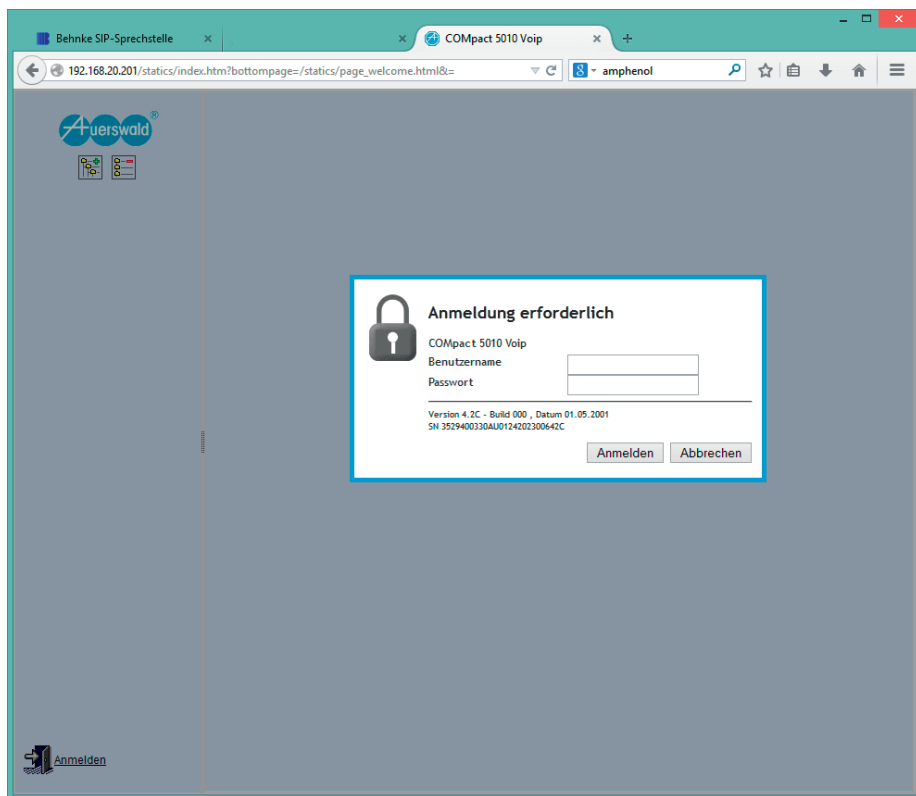 Behnke SIP-Sprechstelle
COMpact 5010 Voip
192.168.20.201/statics/index.htm?bottompage=/statics/page_welcome.html&t=
8
amphenol
Auerswald®
Anmeldung erforderlich
COMpact 5010 Voip
Benutzername
Passwort
Version 4.2C - Build 000 , Datum 01.05.2001
SN 3529400330AU0124202300642C
Anmelden
Abbrechen
Anmelden